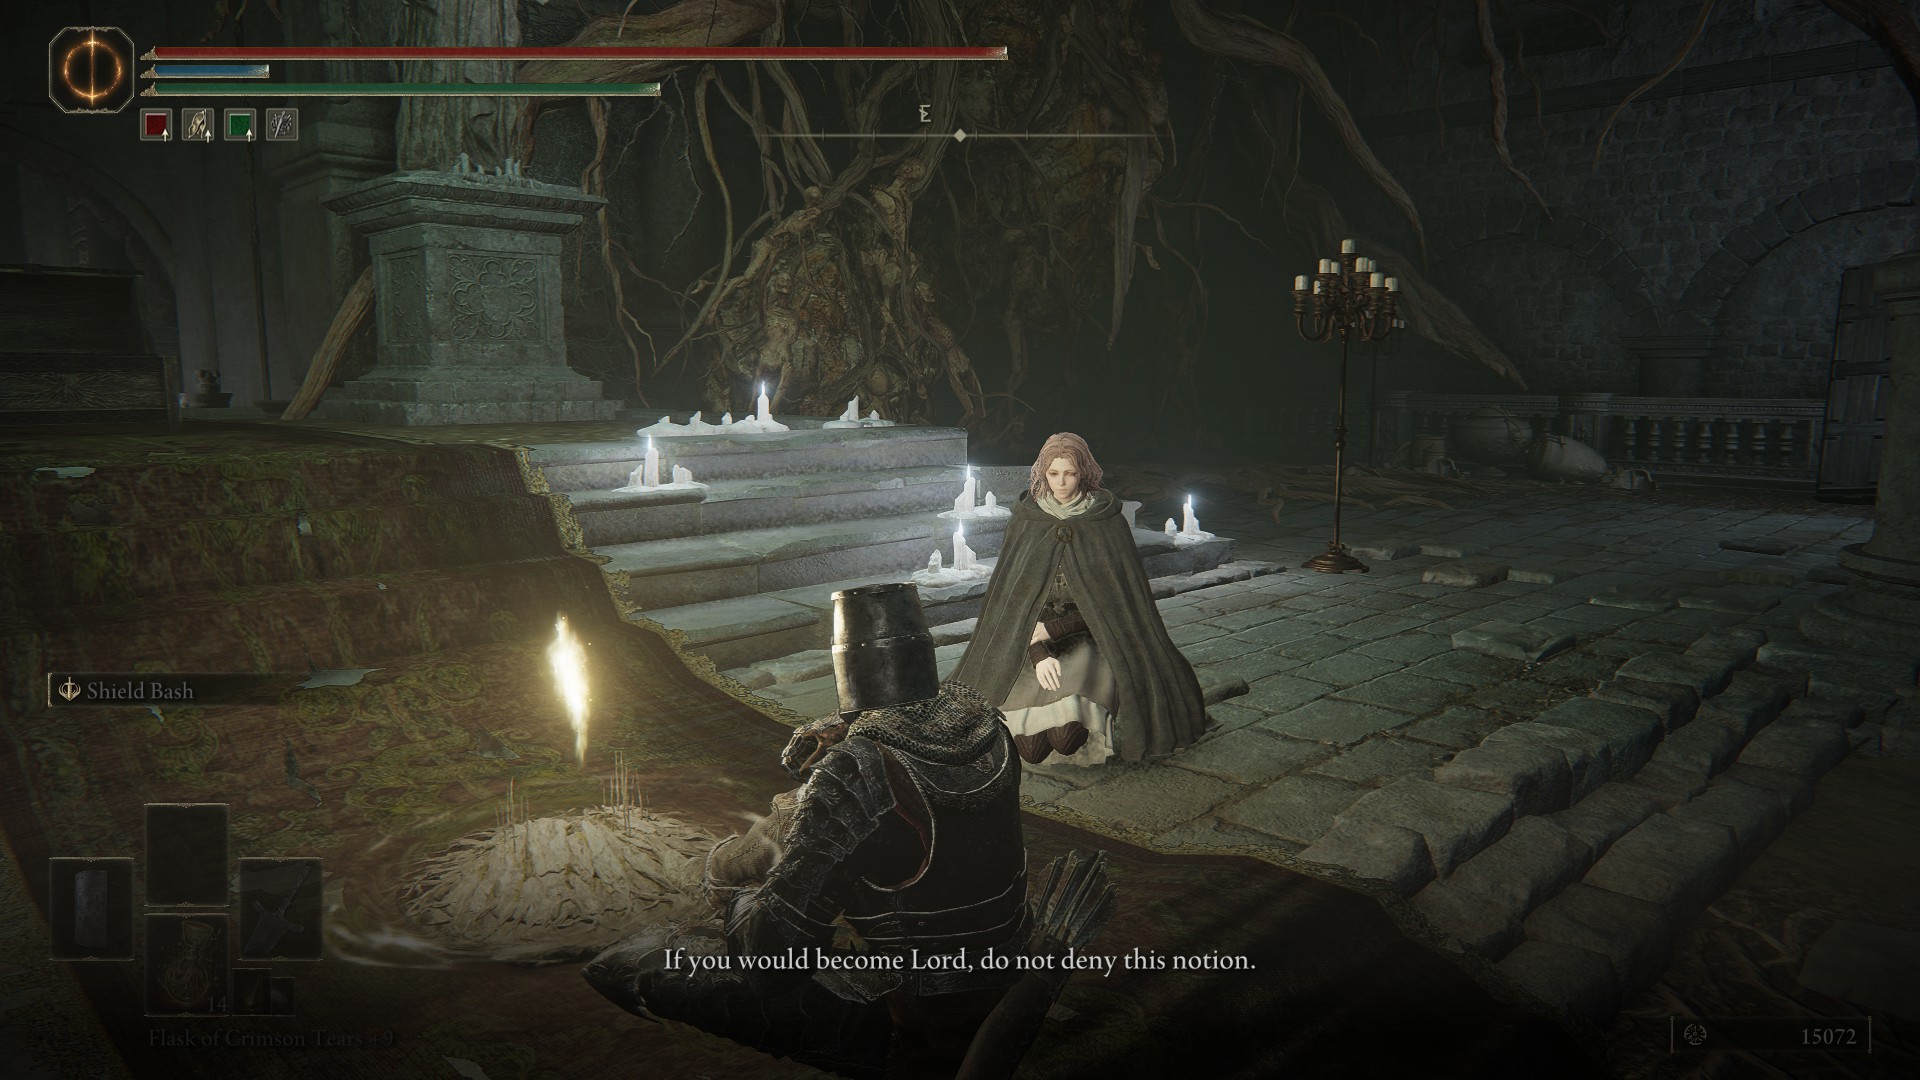 E
Shield Bash
If you would become Lord, do not deny this notion.
14
Flask of Crimson Tears +9
15072